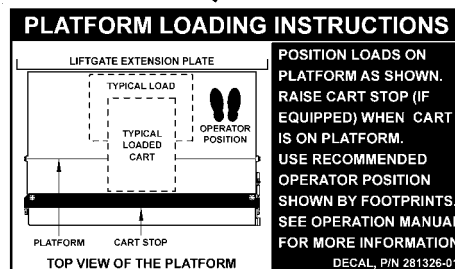 PLATFORM LOADING INSTRUCTIONS
LIFTGATE EXTENSION PLATE
TYPICAL LOAD
TYPICAL
LOADED
CART
OPERATOR
POSITION
PLATFORM
CART STOP
TOP VIEW OF THE PLATFORM
POSITION LOADS ON
PLATFORM AS SHOWN.
RAISE CART STOP (IF
EQUIPPED) WHEN CART
IS ON PLATFORM.
USE RECOMMENDED
OPERATOR POSITION
SHOWN BY FOOTPRINTS.
SEE OPERATION MANUAL
FOR MORE INFORMATION
DECAL, P/N 281326-01